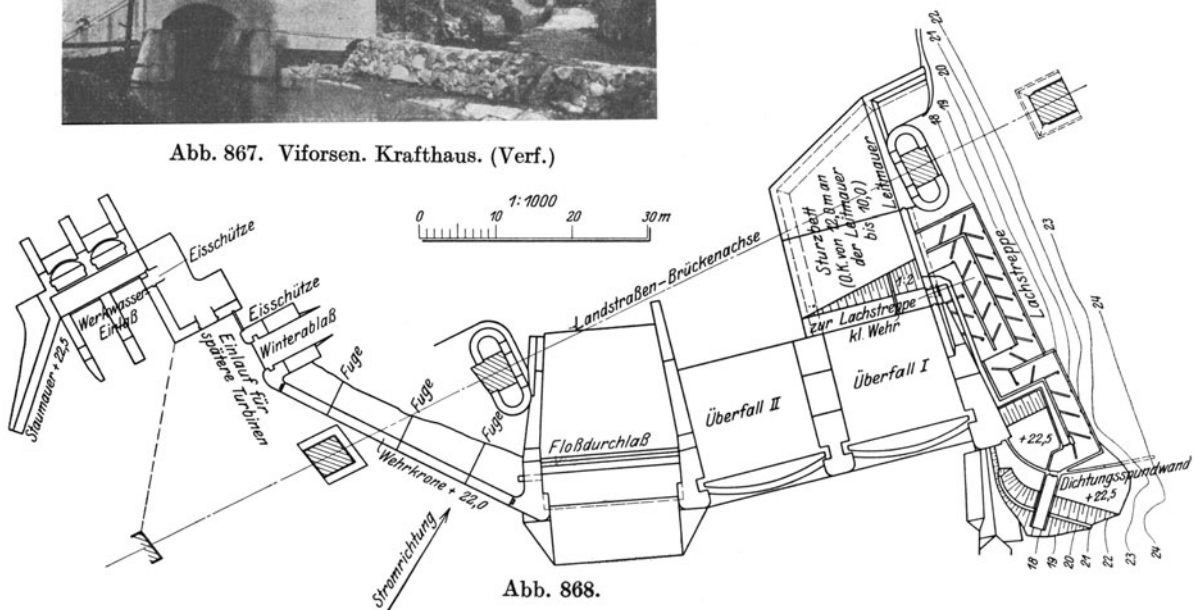 Abb. 867. Viforsen. Krafthaus. (Verf.)
1:1000
0 10 20 30 m
Eisschütze
Werkwasser-
Einlaß
Staumauer + 22,5
Einlauf für
spätere Turbinen
Eisschütze
Winterablaß
Fuge
Fuge
Fuge
Wehrkrone + 22,0
Stromrichtung
Landstraßen-Brückenachse
Floßdurchlaß
Überfall II
Überfall I
Sturzbett
der Leitmauer
bis 10,0)
Leitmauer
1:2
zur Lachstreppe
kl. Wehr
Lachstreppe
18
19
20
21
22
23
24
+22,5
Dichtungsspundwand
+22,5
18
19
20
21
22
23
24
Abb. 868.